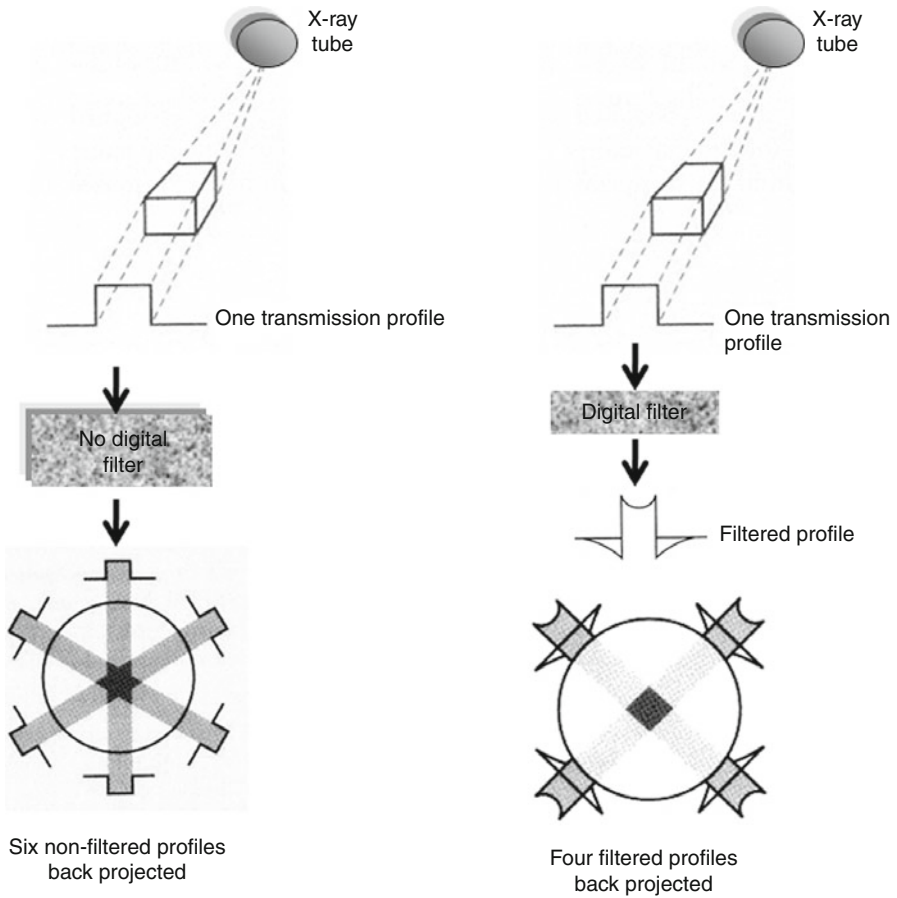 X-ray
tube
One transmission profile
No digital
filter
Six non-filtered profiles
back projected
X-ray
tube
One transmission
profile
Digital filter
Filtered profile
Four filtered profiles
back projected